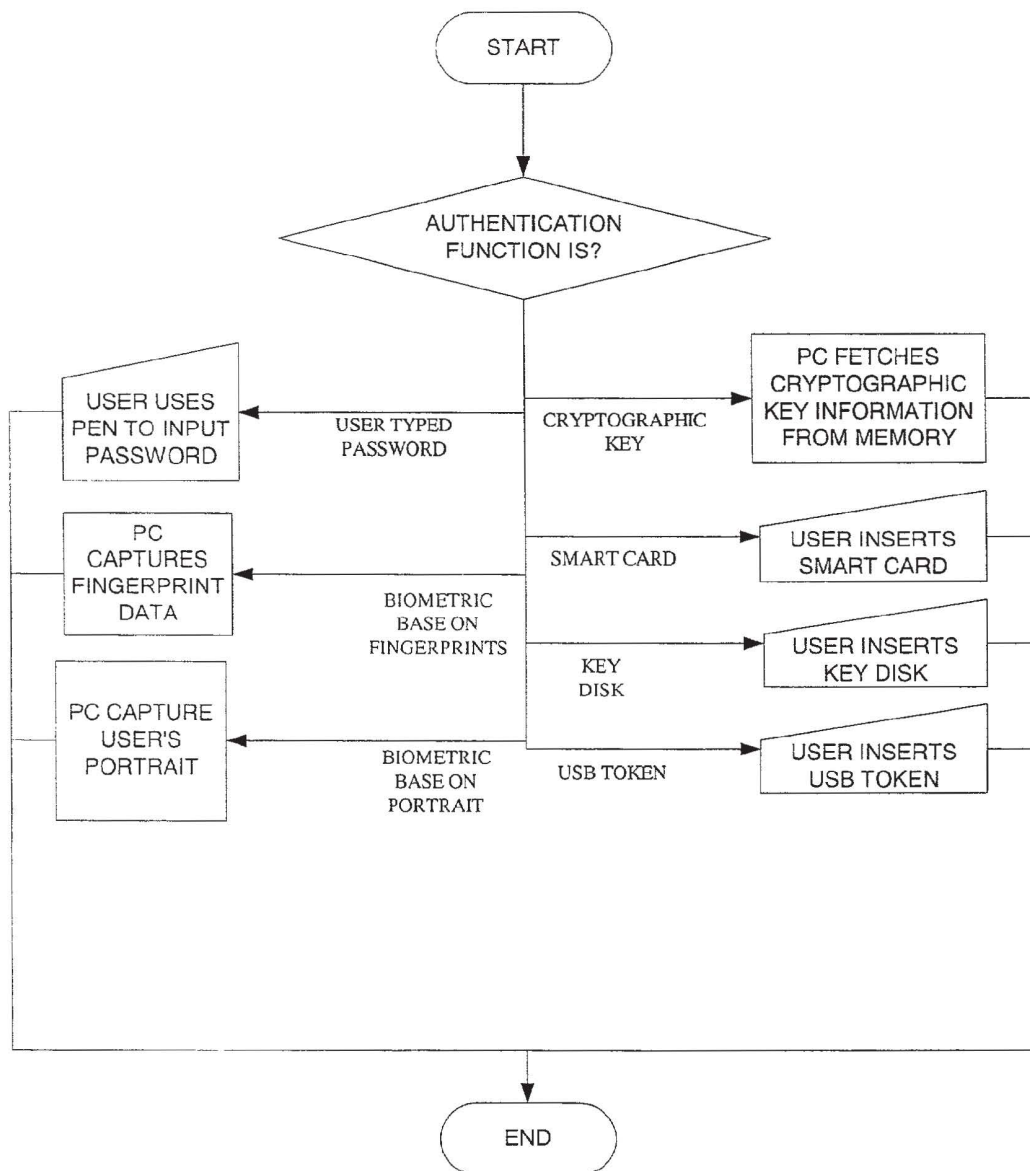 START
AUTHENTICATION
FUNCTION IS?
USER USES
PEN TO INPUT
PASSWORD
USER TYPED
PASSWORD
CRYPTOGRAPHIC
KEY
PC FETCHES
CRYPTOGRAPHIC
KEY INFORMATION
FROM MEMORY
PC
CAPTURES
FINGERPRINT
DATA
BIOMETRIC
BASE ON
FINGERPRINTS
SMART CARD
USER INSERTS
SMART CARD
KEY
DISK
USER INSERTS
KEY DISK
PC CAPTURE
USER'S
PORTRAIT
BIOMETRIC
BASE ON
PORTRAIT
USB TOKEN
USER INSERTS
USB TOKEN
END